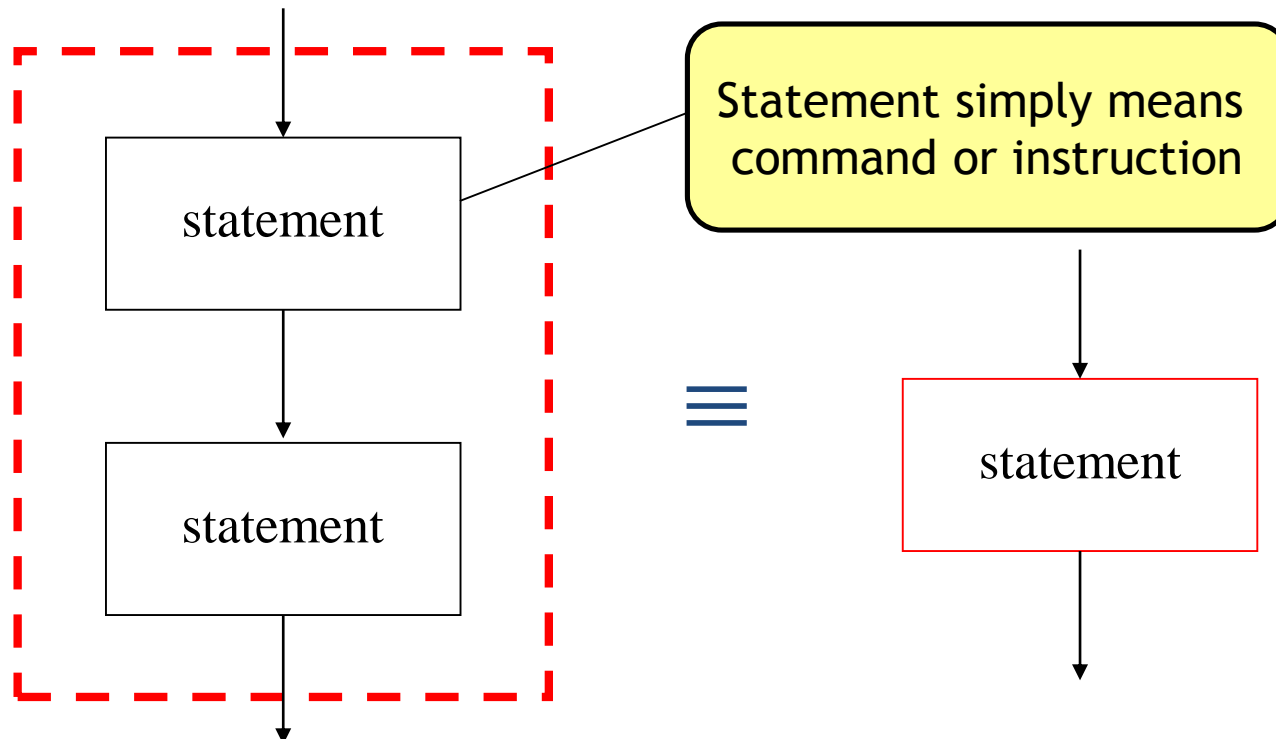 Statement simply means
command or instruction
statement
statement
≡
statement